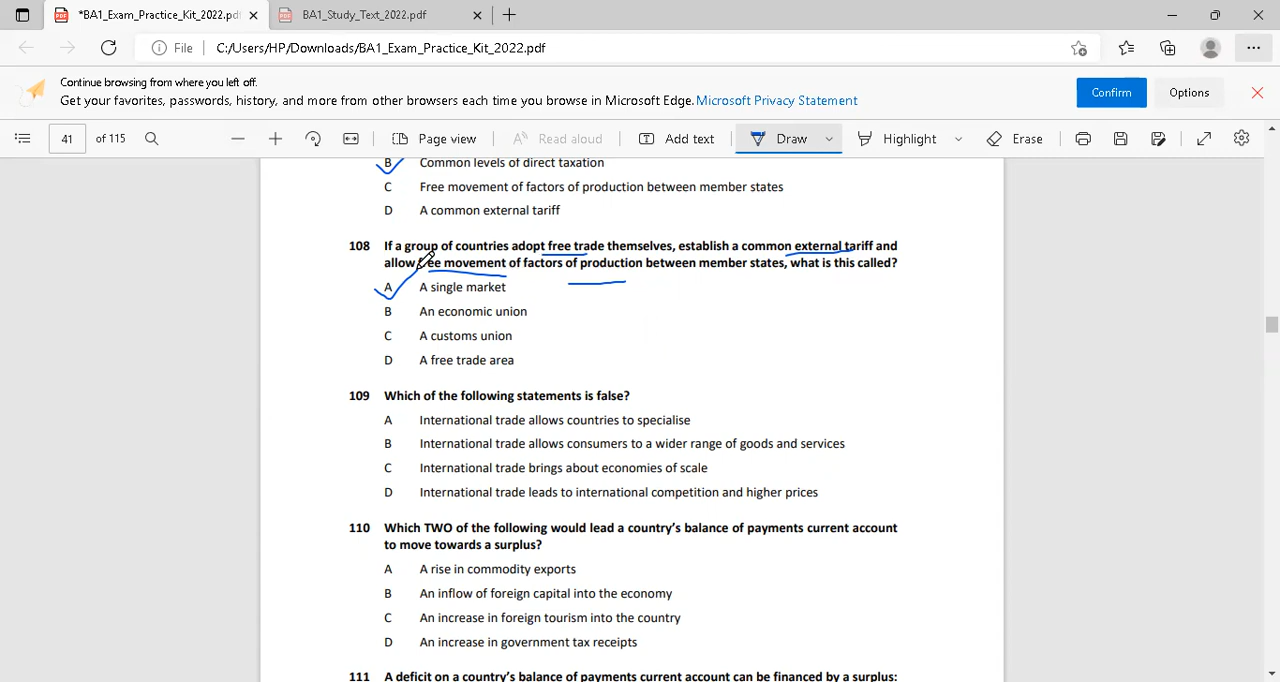 *BA1_Exam_Practice_Kit_2022.pdf
BA1_Study_Text_2022.pdf
File
C:/Users/HP/Downloads/BA1_Exam_Practice_Kit_2022.pdf
Continue browsing from where you left off.
Get your favorites, passwords, history, and more from other browsers each time you browse in Microsoft Edge. Microsoft Privacy Statement
Confirm
Options
41 of 115
Page view
Read aloud
Add text
Draw
Highlight
Erase
B Common levels of direct taxation
C Free movement of factors of production between member states
D A common external tariff
108 If a group of countries adopt free trade themselves, establish a common external tariff and
allow free movement of factors of production between member states, what is this called?
A A single market
B An economic union
C A customs union
D A free trade area
109 Which of the following statements is false?
A International trade allows countries to specialise
B International trade allows consumers to a wider range of goods and services
C International trade brings about economies of scale
D International trade leads to international competition and higher prices
110 Which TWO of the following would lead a country's balance of payments current account
to move towards a surplus?
A A rise in commodity exports
B An inflow of foreign capital into the economy
C An increase in foreign tourism into the country
D An increase in government tax receipts
111 A deficit on a country's balance of payments current account can be financed by a surplus: